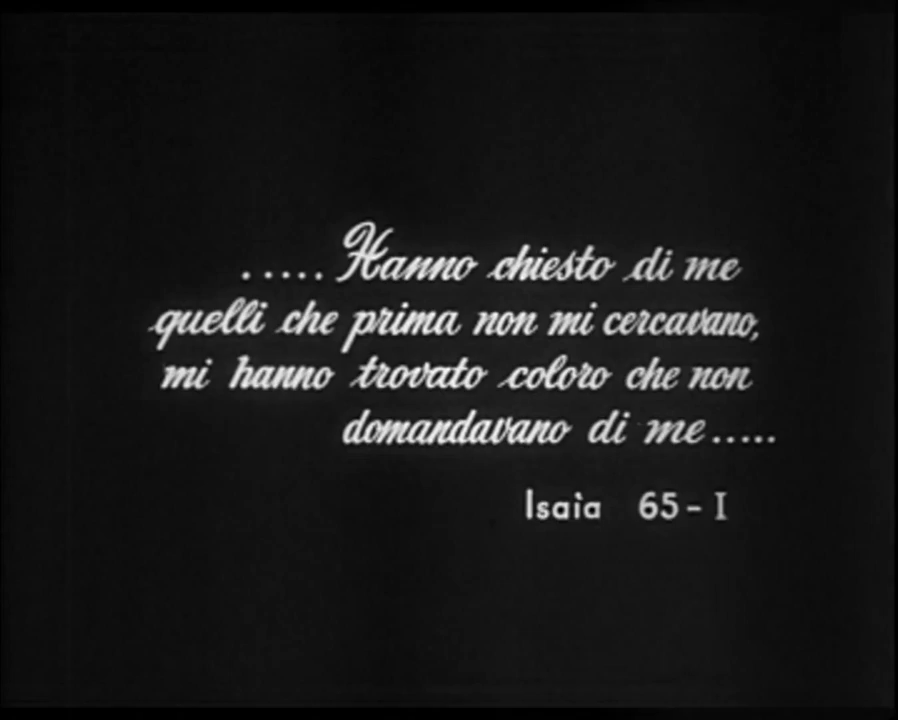 .....Hanno chiesto di me
quelli che prima non mi cercavano,
mi hanno trovato coloro che non
domandavano di me.....
Isaìa 65-I